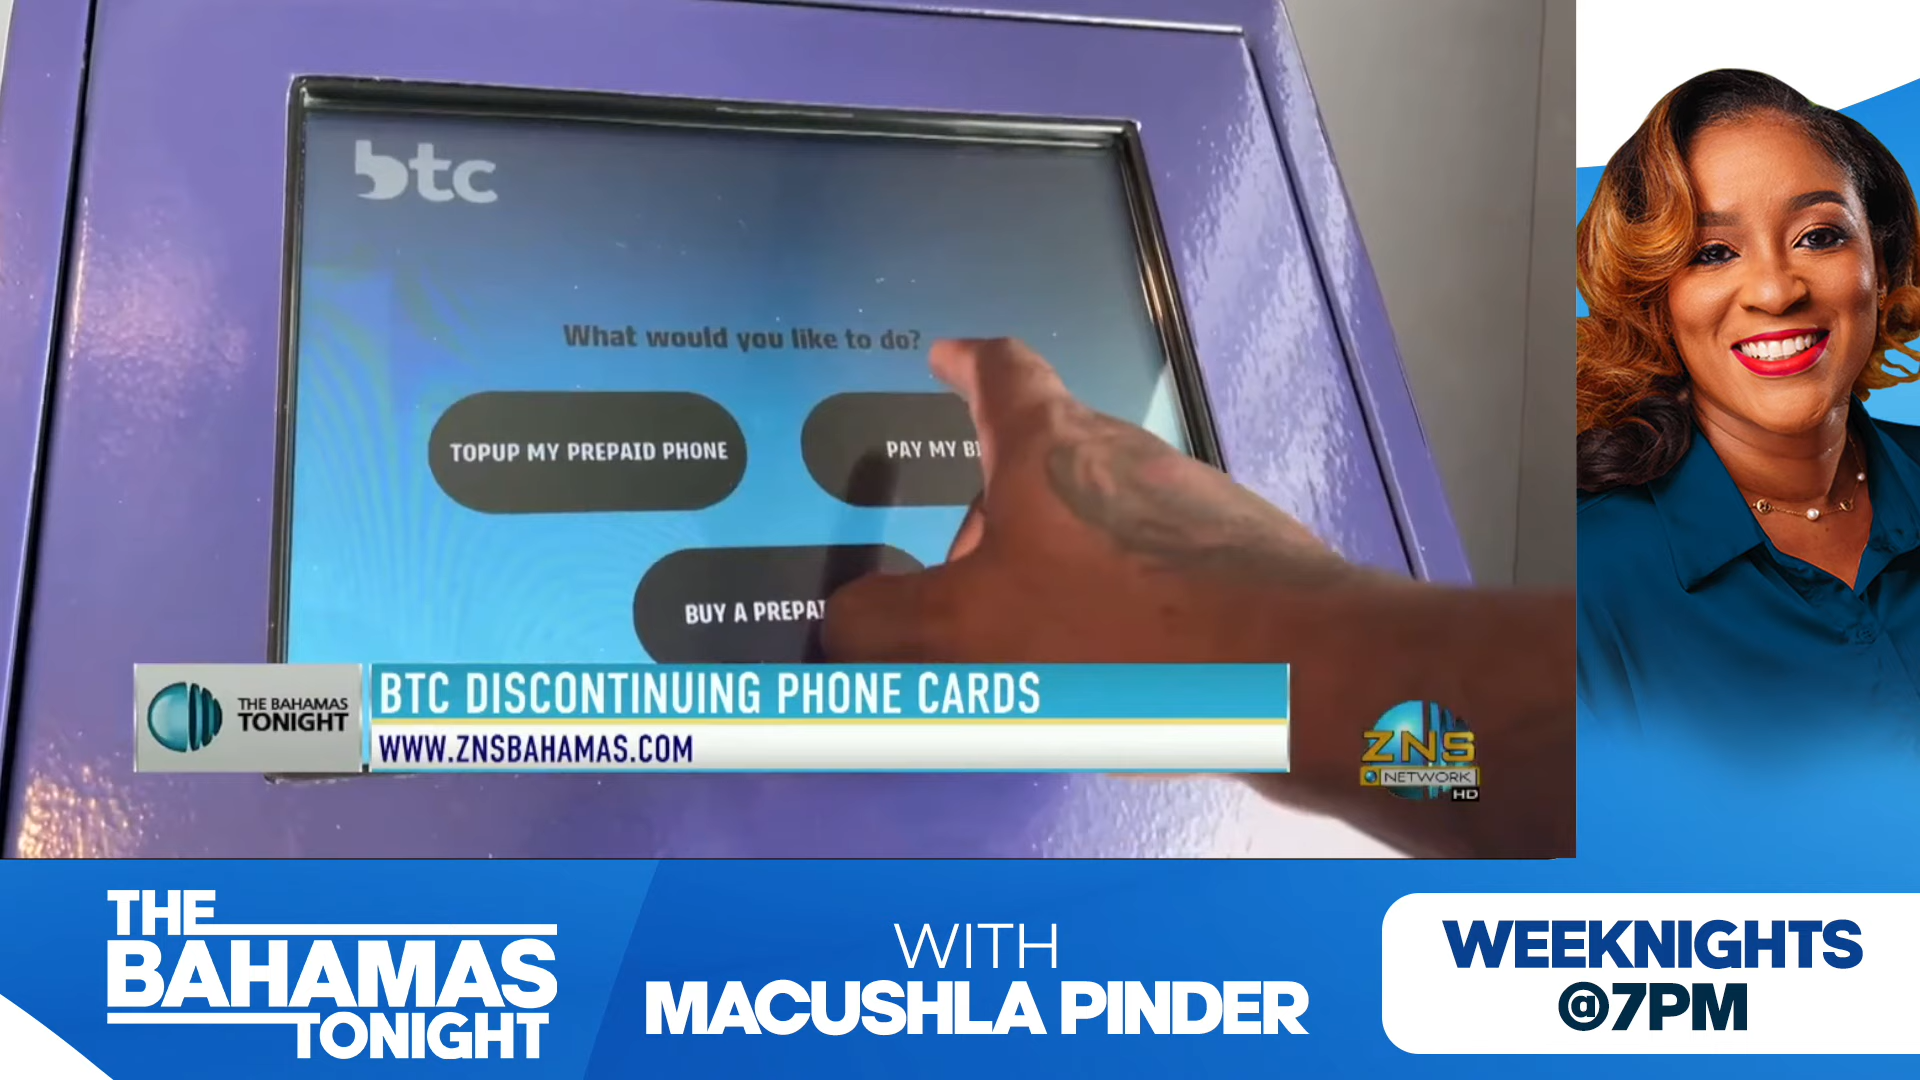 btc
What would you like to do?
TOPUP MY PREPAID PHONE
PAY MY
BUY A
THE BAHAMAS
TONIGHT
BTC DISCONTINUING PHONE CARDS
WWW.ZNSBAHAMAS.COM
ZNS
NETWORK
HD
THE
BAHAMAS
TONIGHT
WITH
MACUSHLA PINDER
WEEKNIGHTS
@7PM